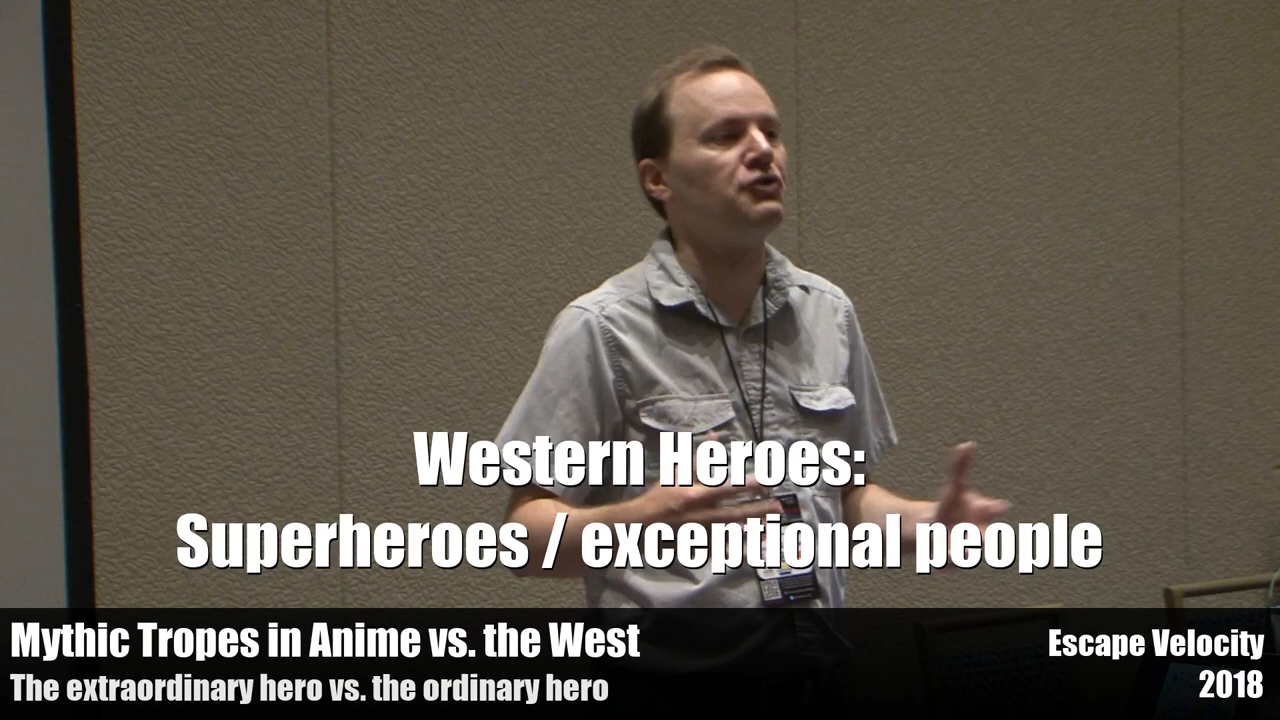 Western Heroes:
Superheroes / exceptional people
Mythic Tropes in Anime vs. the West
The extraordinary hero vs. the ordinary hero
Escape Velocity
2018